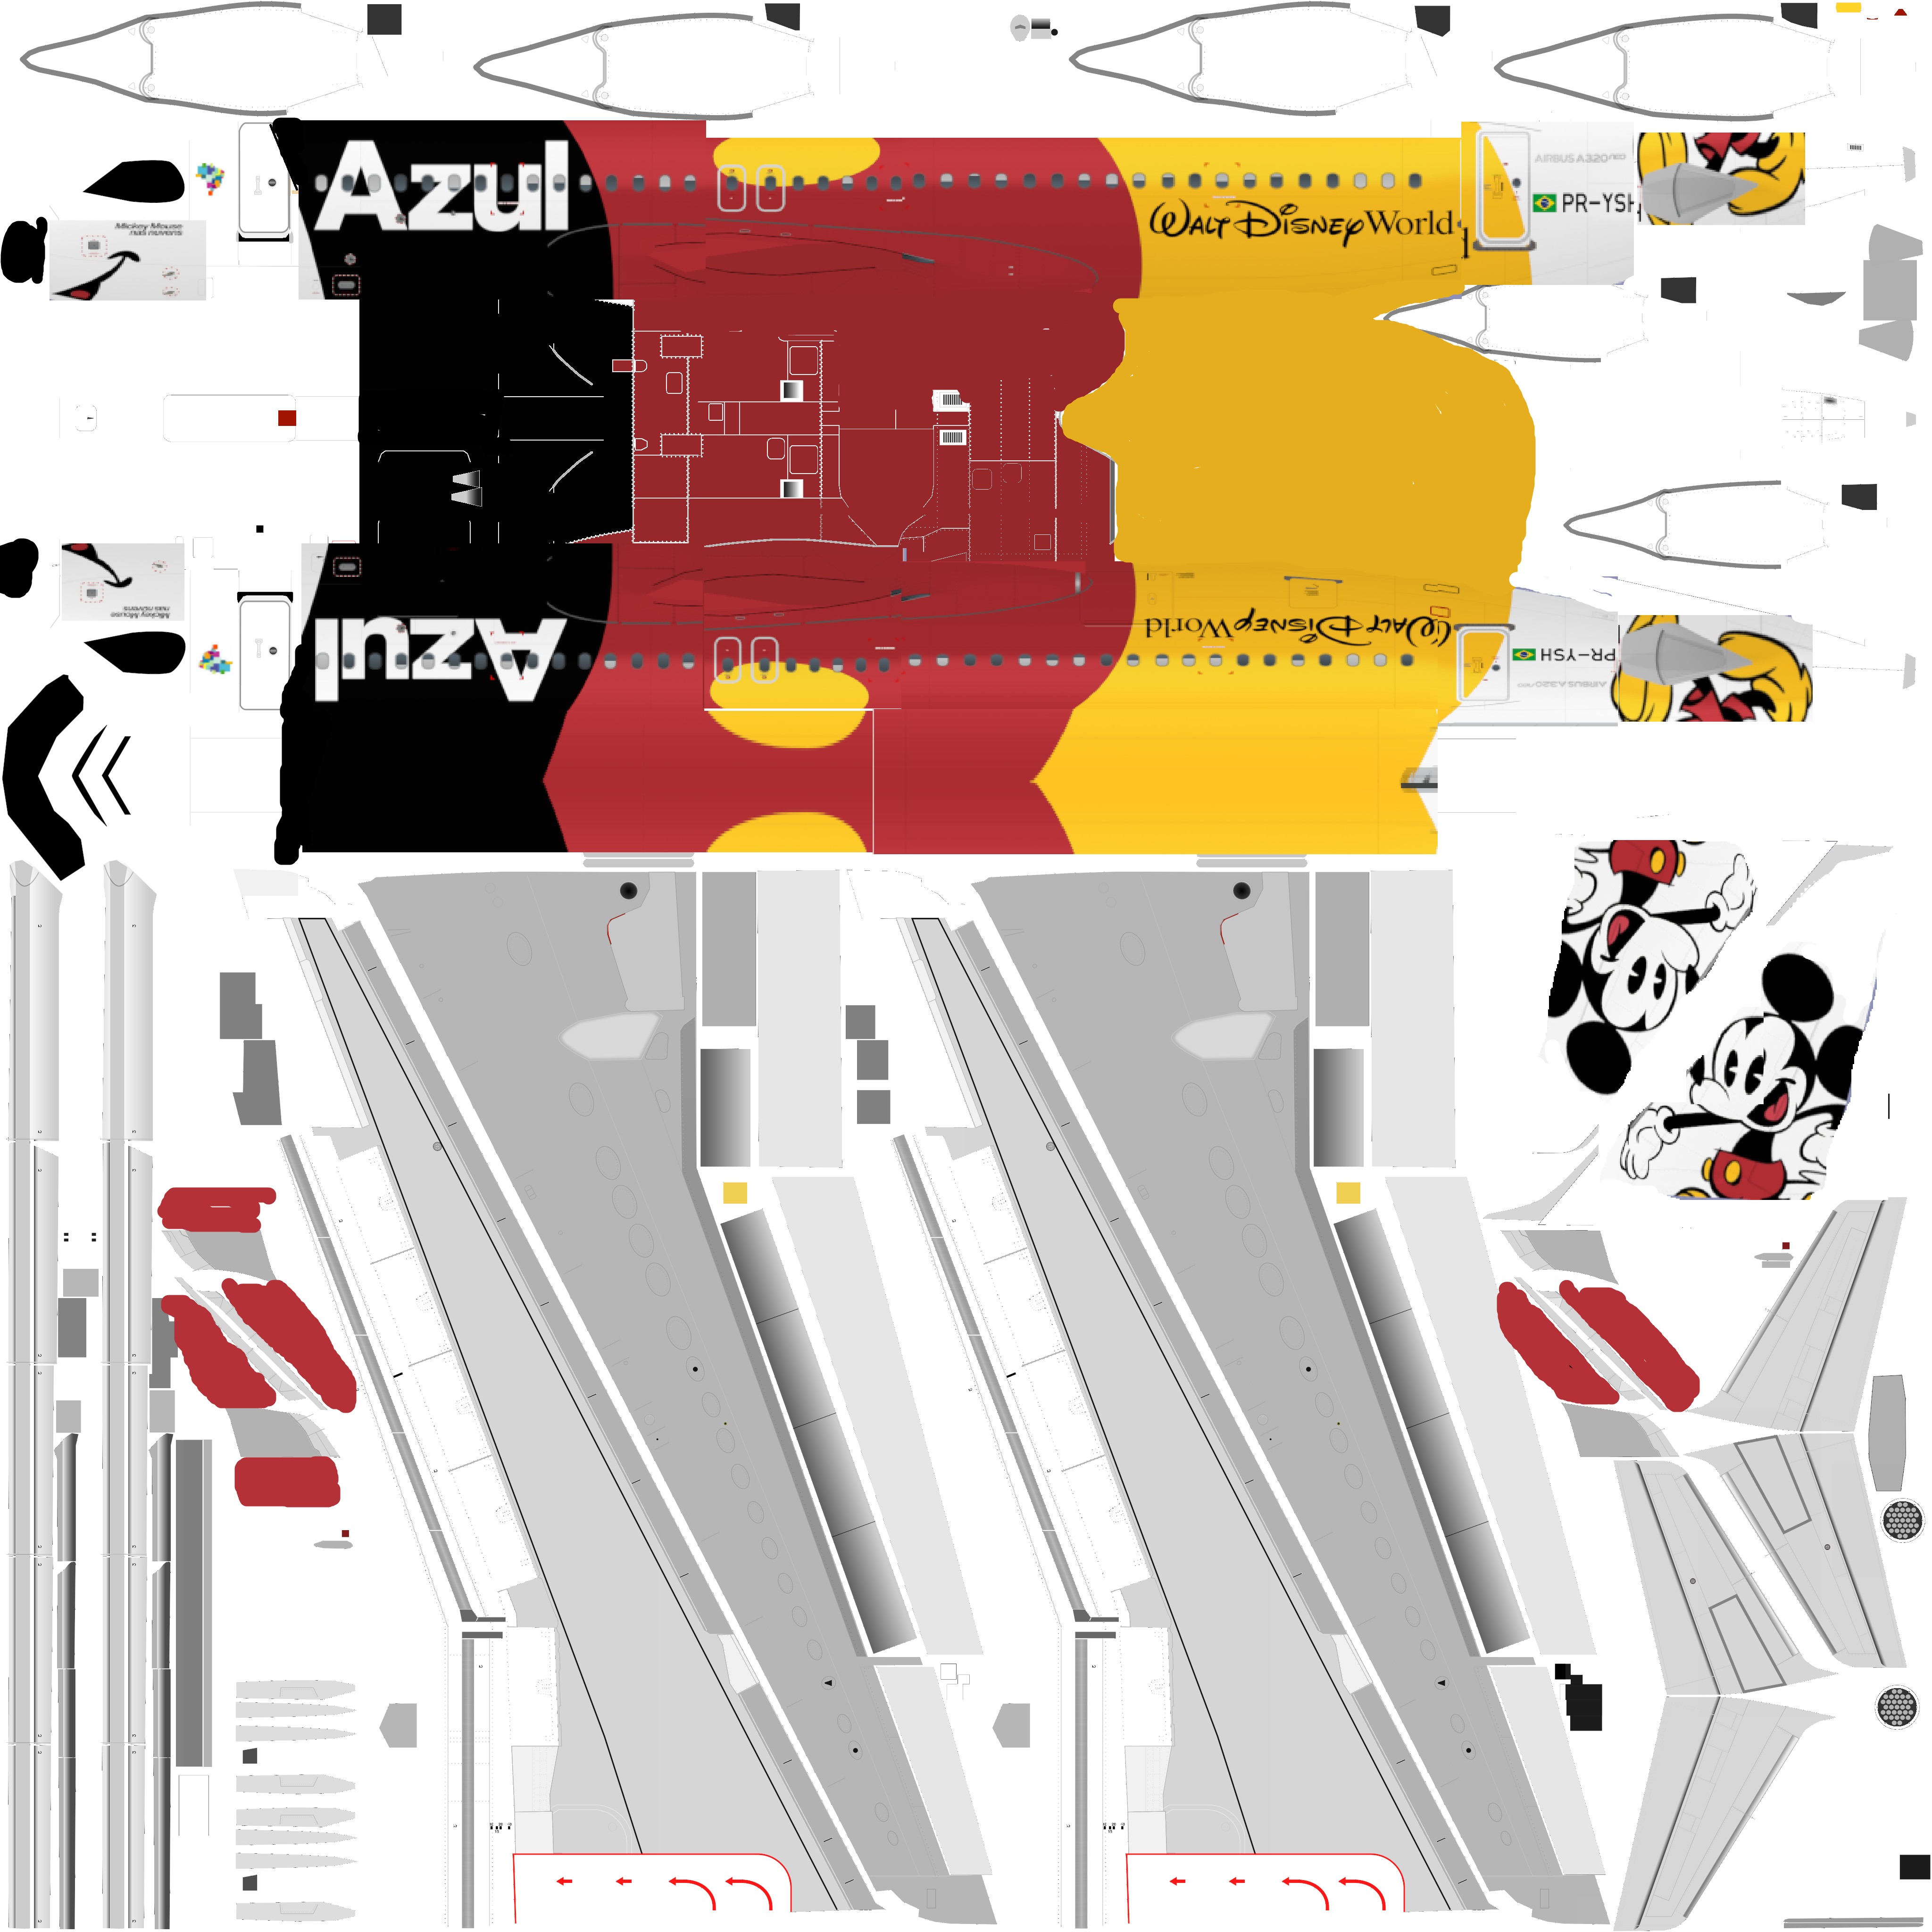 Azul
AIRBUS A320neo
PR-YSH
Mickey Mouse
nas nuvens
WALT DISNEY World
Mickey Mouse
nas nuvens
WALT DISNEY World
Azul
PR-YSH
AIRBUS A320neo